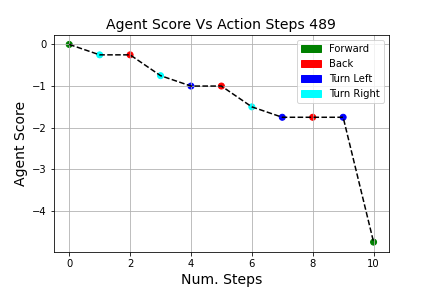 Agent Score Vs Action Steps 489
Forward
Back
Turn Left
Turn Right
0
−1
−2
−3
−4
Agent Score
0 2 4 6 8 10
Num. Steps